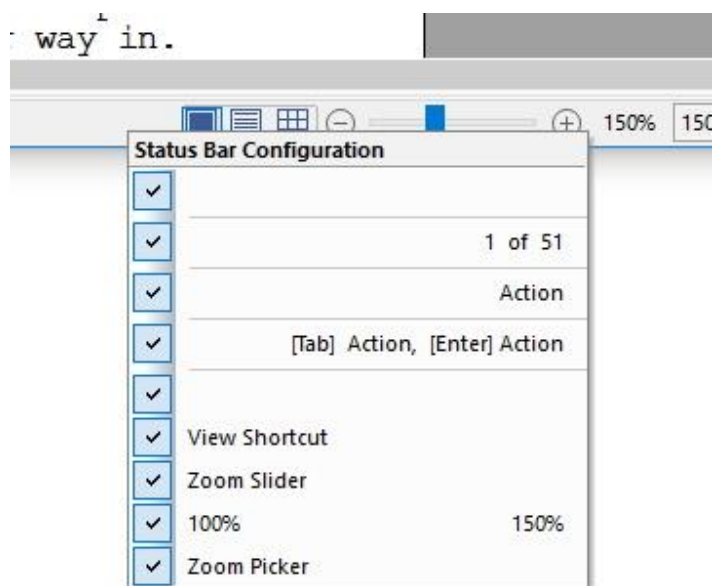 way in.
150%
Status Bar Configuration
1 of 51
Action
[Tab] Action, [Enter] Action
View Shortcut
Zoom Slider
100% 150%
Zoom Picker